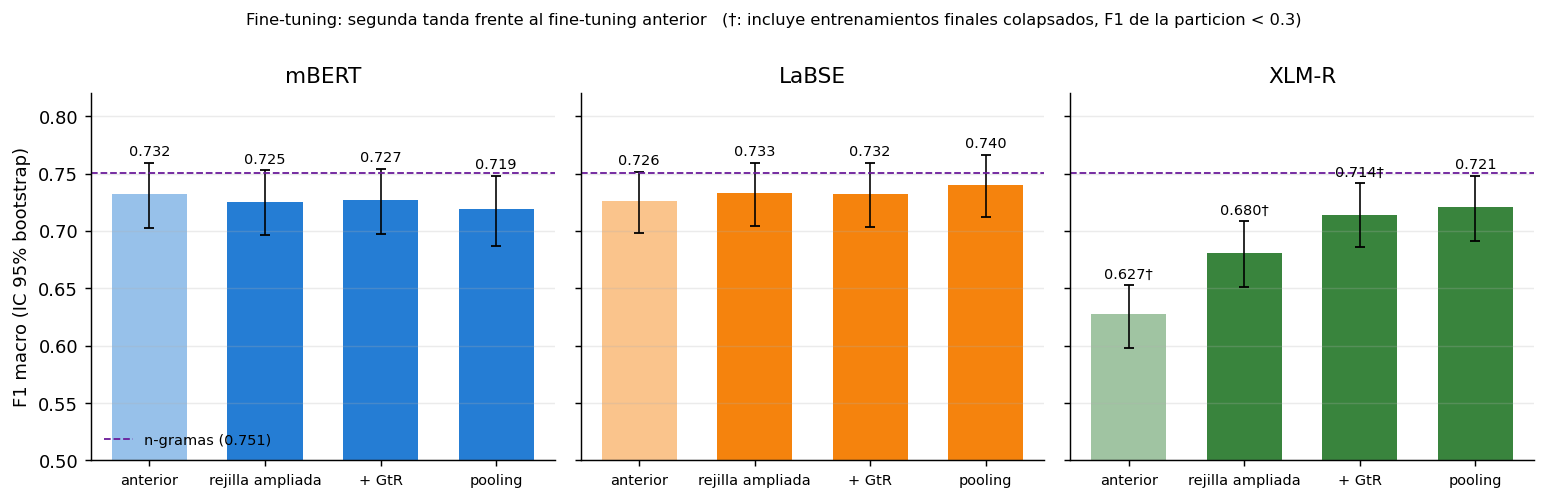 Fine-tuning: segunda tanda frente al fine-tuning anterior (†: incluye entrenamientos finales colapsados, F1 de la particion < 0.3)
mBERT
LaBSE
XLM-R
F1 macro (IC 95% bootstrap)
0.80
0.75
0.70
0.65
0.60
0.55
0.50
0.732
0.725
0.727
0.719
n-gramas (0.751)
anterior
rejilla ampliada
+ GtR
pooling
0.726
0.733
0.732
0.740
anterior
rejilla ampliada
+ GtR
pooling
0.627†
0.680†
0.714†
0.721
anterior
rejilla ampliada
+ GtR
pooling